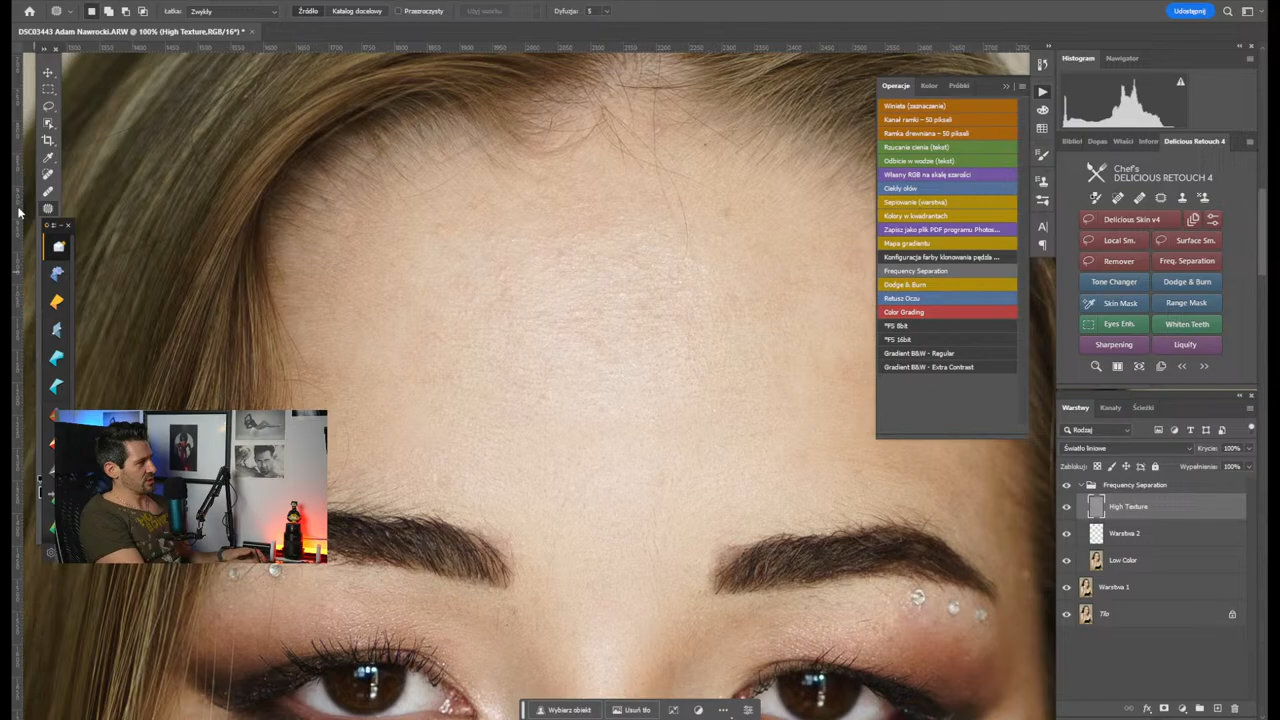 Łatka: Zwykły Źródło Katalog docelowy Przezroczysty Użyj wzorku Dyfuzja: 5 Udostępnij
DSC03443 Adam Nawrocki.ARW @ 100% (High Texture,RGB/16*) *
Histogram Nawigator
Operacje Kolor Próbki
Winieta (zaznaczenie)
Kanał ramki – 50 pikseli
Ramka drewniana – 50 pikseli
Rzucanie cienia (tekst)
Odbicie w wodzie (tekst)
Własny RGB na skalę szarości
Ciekły ołów
Sepiowanie (warstwa)
Kolory w kwadrantach
Zapisz jako plik PDF programu Photos...
Mapa gradientu
Konfiguracja farby klonowania pędzla ...
Frequency Separation
Dodge & Burn
Retusz Oczu
Color Grading
*FS 8bit
*FS 16bit
Gradient B&W - Regular
Gradient B&W - Extra Contrast
Bibliot Dopas Właści Inform Delicious Retouch 4
Chef's
DELICIOUS RETOUCH 4
Delicious Skin v4
Local Sm. Surface Sm.
Remover Freq. Separation
Tone Changer Dodge & Burn
Skin Mask Range Mask
Eyes Enh. Whiten Teeth
Sharpening Liquify
Warstwy Kanały Ścieżki
Rodzaj
Światło liniowe Krycie: 100%
Zablokuj: Wypełnienie: 100%
Frequency Separation
High Texture
Warstwa 2
Low Color
Warstwa 1
Tło
Wybierz obiekt Usuń tło